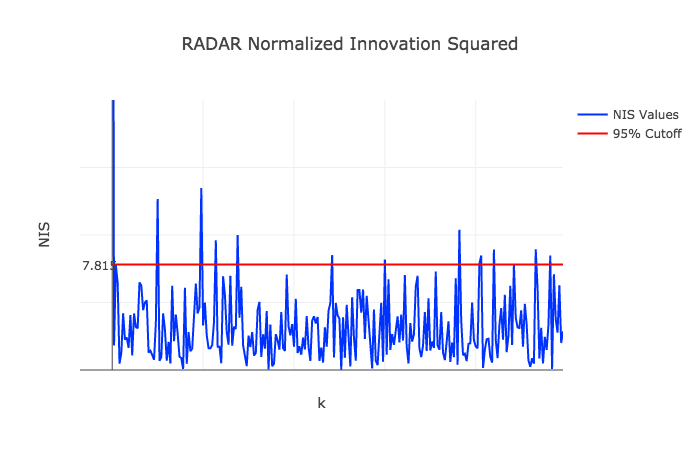 RADAR Normalized Innovation Squared
NIS Values
95% Cutoff
7.815
NIS
k